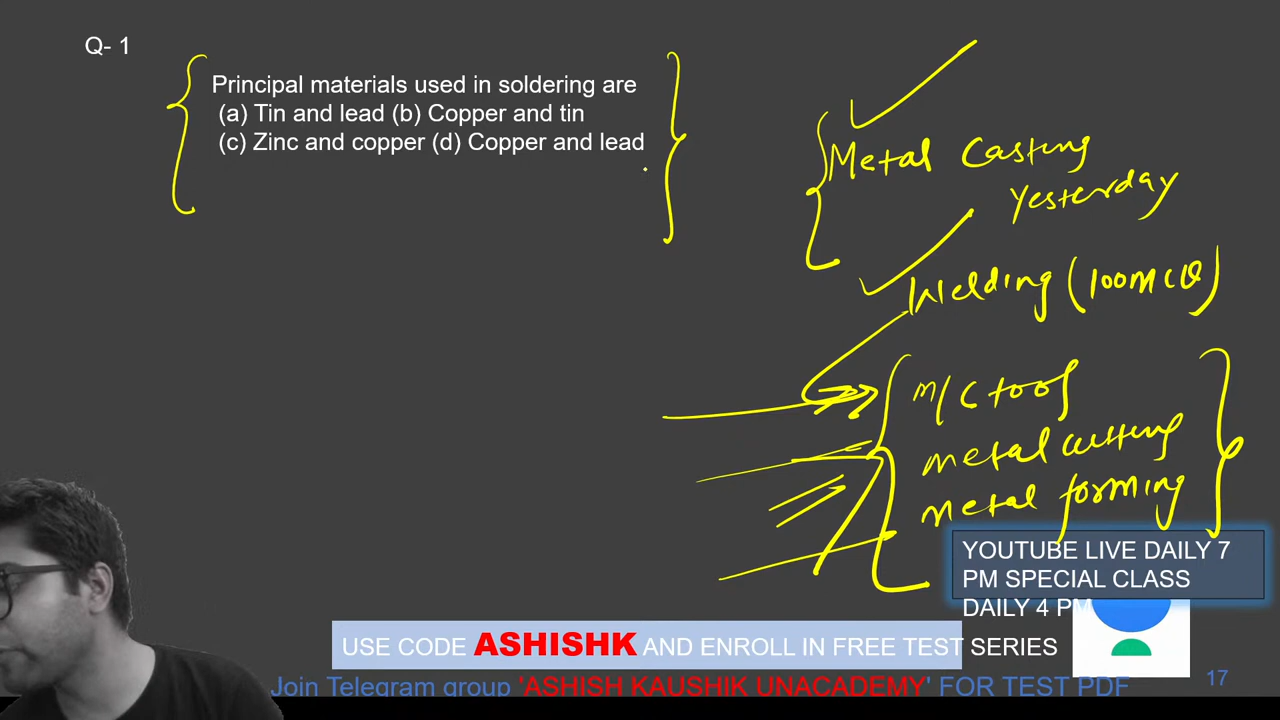 Q- 1
Principal materials used in soldering are
(a) Tin and lead (b) Copper and tin
(c) Zinc and copper (d) Copper and lead
Metal Casting
Yesterday
Welding (100MCQ)
M/C tool
metal cutting
metal forming
YOUTUBE LIVE DAILY 7
PM SPECIAL CLASS
DAILY 4 PM
USE CODE ASHISHK AND ENROLL IN FREE TEST SERIES
Join Telegram group 'ASHISH KAUSHIK UNACADEMY' FOR TEST PDF
17